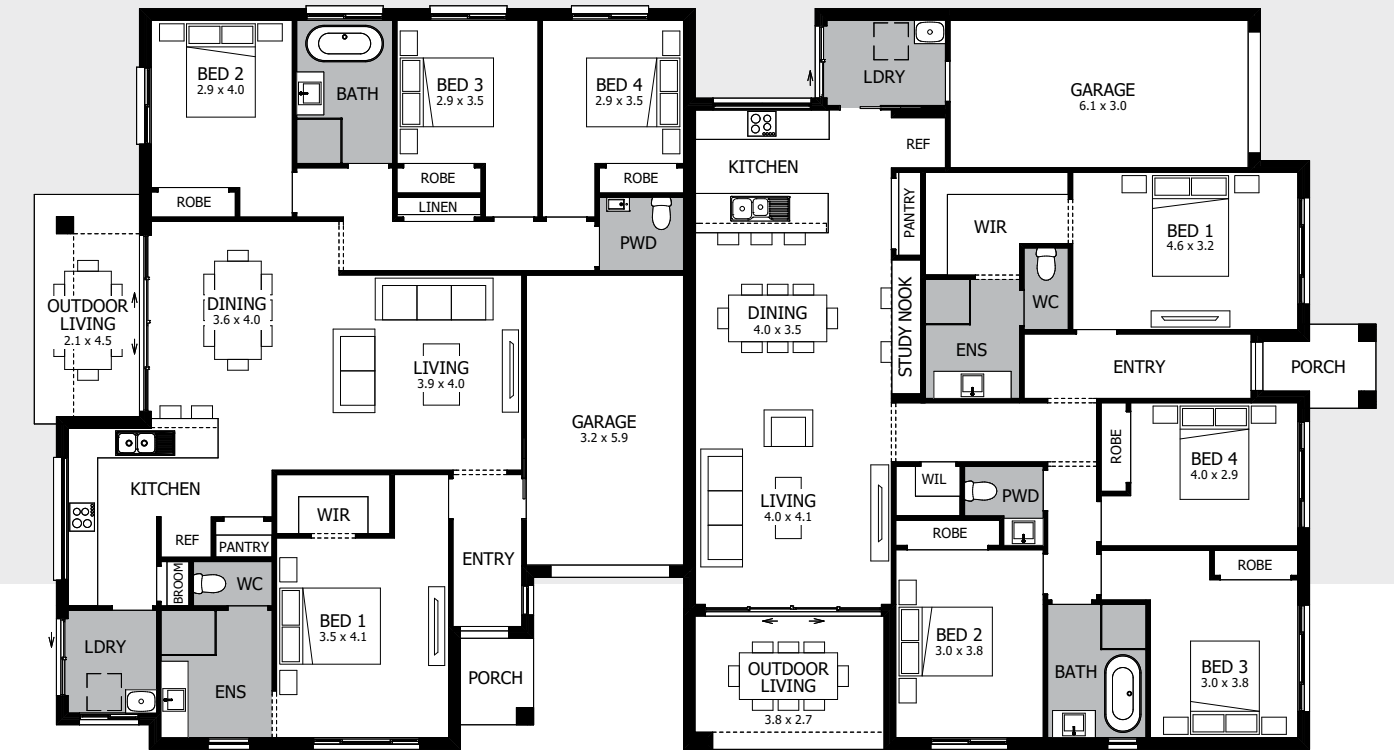 BED 2
2.9 x 4.0
BATH
BED 3
2.9 x 3.5
BED 4
2.9 x 3.5
ROBE
ROBE
ROBE
LINEN
PWD
OUTDOOR
LIVING
2.1 x 4.5
DINING
3.6 x 4.0
LIVING
3.9 x 4.0
GARAGE
3.2 x 5.9
KITCHEN
REF
PANTRY
WIR
ENTRY
BROOM
WC
BED 1
3.5 x 4.1
LDRY
ENS
PORCH
LDRY
GARAGE
6.1 x 3.0
REF
KITCHEN
PANTRY
WIR
BED 1
4.6 x 3.2
WC
DINING
4.0 x 3.5
STUDY NOOK
ENS
ENTRY
PORCH
ROBE
BED 4
4.0 x 2.9
LIVING
4.0 x 4.1
WIL
PWD
ROBE
ROBE
BED 2
3.0 x 3.8
BATH
BED 3
3.0 x 3.8
OUTDOOR
LIVING
3.8 x 2.7